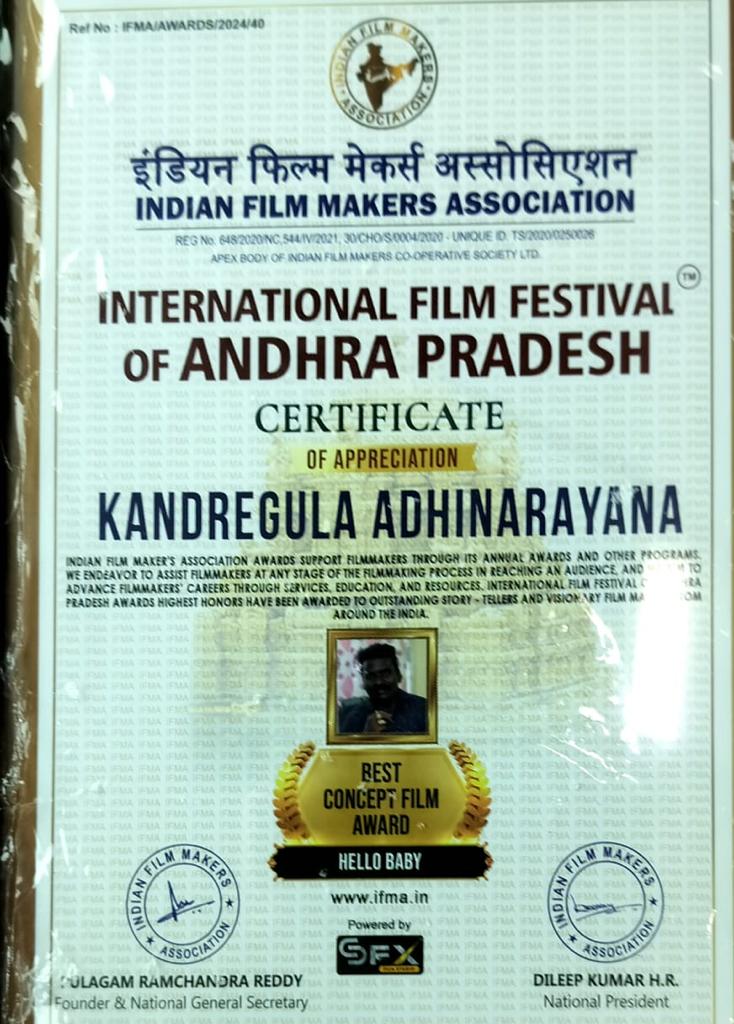 Ref No : IFMA/AWARDS/2024/40
INDIAN FILM MAKERS
ASSOCIATION
इंडियन फिल्म मेकर्स अस्सोसिएशन
INDIAN FILM MAKERS ASSOCIATION
REG No. 648/2020/NC,544/IV/2021, 30/CHO/S/0004/2020 - UNIQUE ID. TS/2020/0250026
APEX BODY OF INDIAN FILM MAKERS CO-OPERATIVE SOCIETY LTD.
INTERNATIONAL FILM FESTIVAL TM
OF ANDHRA PRADESH
CERTIFICATE
OF APPRECIATION
KANDREGULA ADHINARAYANA
INDIAN FILM MAKER'S ASSOCIATION AWARDS SUPPORT FILMMAKERS THROUGH ITS ANNUAL AWARDS AND OTHER PROGRAMS.
WE ENDEAVOR TO ASSIST FILMMAKERS AT ANY STAGE OF THE FILMMAKING PROCESS IN REACHING AN AUDIENCE, AND TO
ADVANCE FILMMAKERS' CAREERS THROUGH SERVICES, EDUCATION, AND RESOURCES. INTERNATIONAL FILM FESTIVAL
PRADESH AWARDS HIGHEST HONORS HAVE BEEN AWARDED TO OUTSTANDING STORY - TELLERS AND VISIONARY FILM
AROUND THE INDIA.
BEST
CONCEPT FILM
AWARD
HELLO BABY
www.ifma.in
Powered by
SFX
INDIAN FILM MAKERS
ASSOCIATION
RAMCHANDRA REDDY
Founder & National General Secretary
INDIAN FILM MAKERS
ASSOCIATION
DILEEP KUMAR H.R.
National President